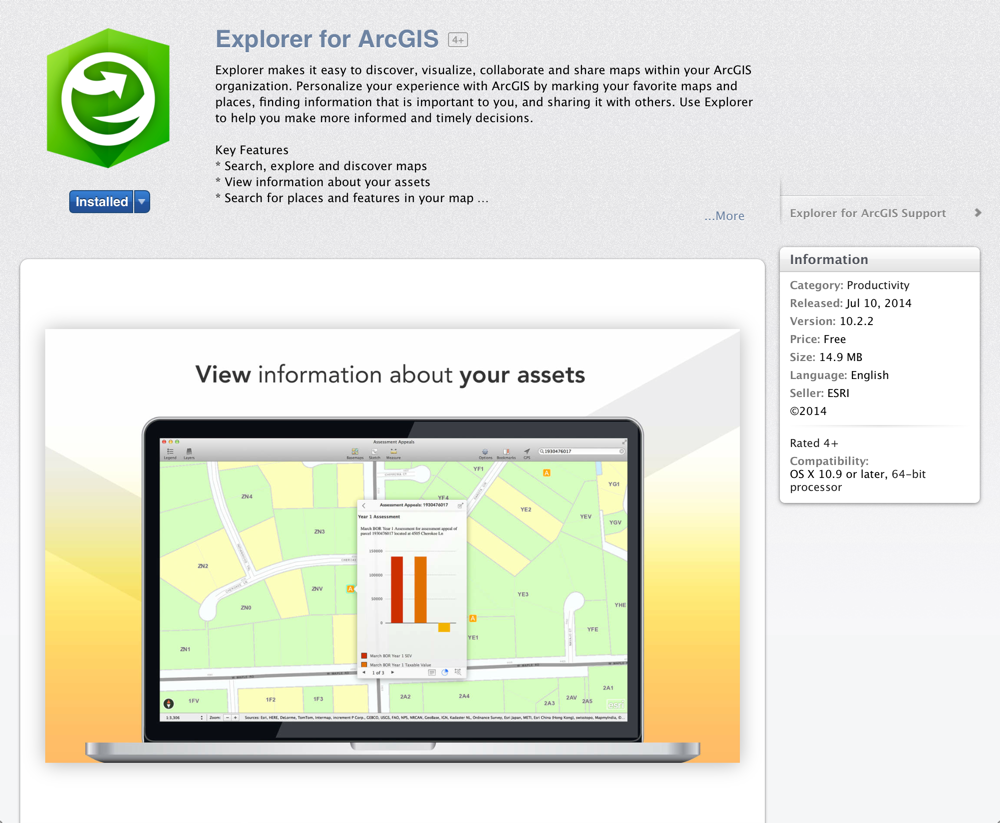 Explorer for ArcGIS 4+
Explorer makes it easy to discover, visualize, collaborate and share maps within your ArcGIS
organization. Personalize your experience with ArcGIS by marking your favorite maps and
places, finding information that is important to you, and sharing it with others. Use Explorer
to help you make more informed and timely decisions.
Key Features
* Search, explore and discover maps
* View information about your assets
* Search for places and features in your map ...
...More
Installed
Explorer for ArcGIS Support
Information
Category: Productivity
Released: Jul 10, 2014
Version: 10.2.2
Price: Free
Size: 14.9 MB
Language: English
Seller: ESRI
©2014
Rated 4+
Compatibility:
OS X 10.9 or later, 64-bit
processor
View information about your assets
Assessment Appeals
Legend Layers Basemaps Sketch Measure Options Bookmarks GPS
1930476017
YF1
YG1
ZN4
YF4
YE2
YEV
YGV
ZN3
ZN2
Assessment Appeals: 1930476017
Year 1 Assessment
March BOR Year 1 Assessment for assessment appeal of
parcel 1930476017 located at 4505 Cherokee Ln
150000
100000
50000
0
March BOR Year 1 SEV
March BOR Year 1 Taxable Value
1 of 3
ZNV
A
A
A
YE3
YHE
ZN0
YFE
YE1
ZN1
1FV
1F2
1F3
2A2
2A4
2A3
2AV
2A5
2A1
Zoom: - +
Sources: Esri, HERE, DeLorme, TomTom, Intermap, increment P Corp., GEBCO, USGS, FAO, NPS, NRCAN, GeoBase, IGN, Kadaster NL, Ordnance Survey, Esri Japan, METI, Esri China (Hong Kong), swisstopo, MapmyIndia,